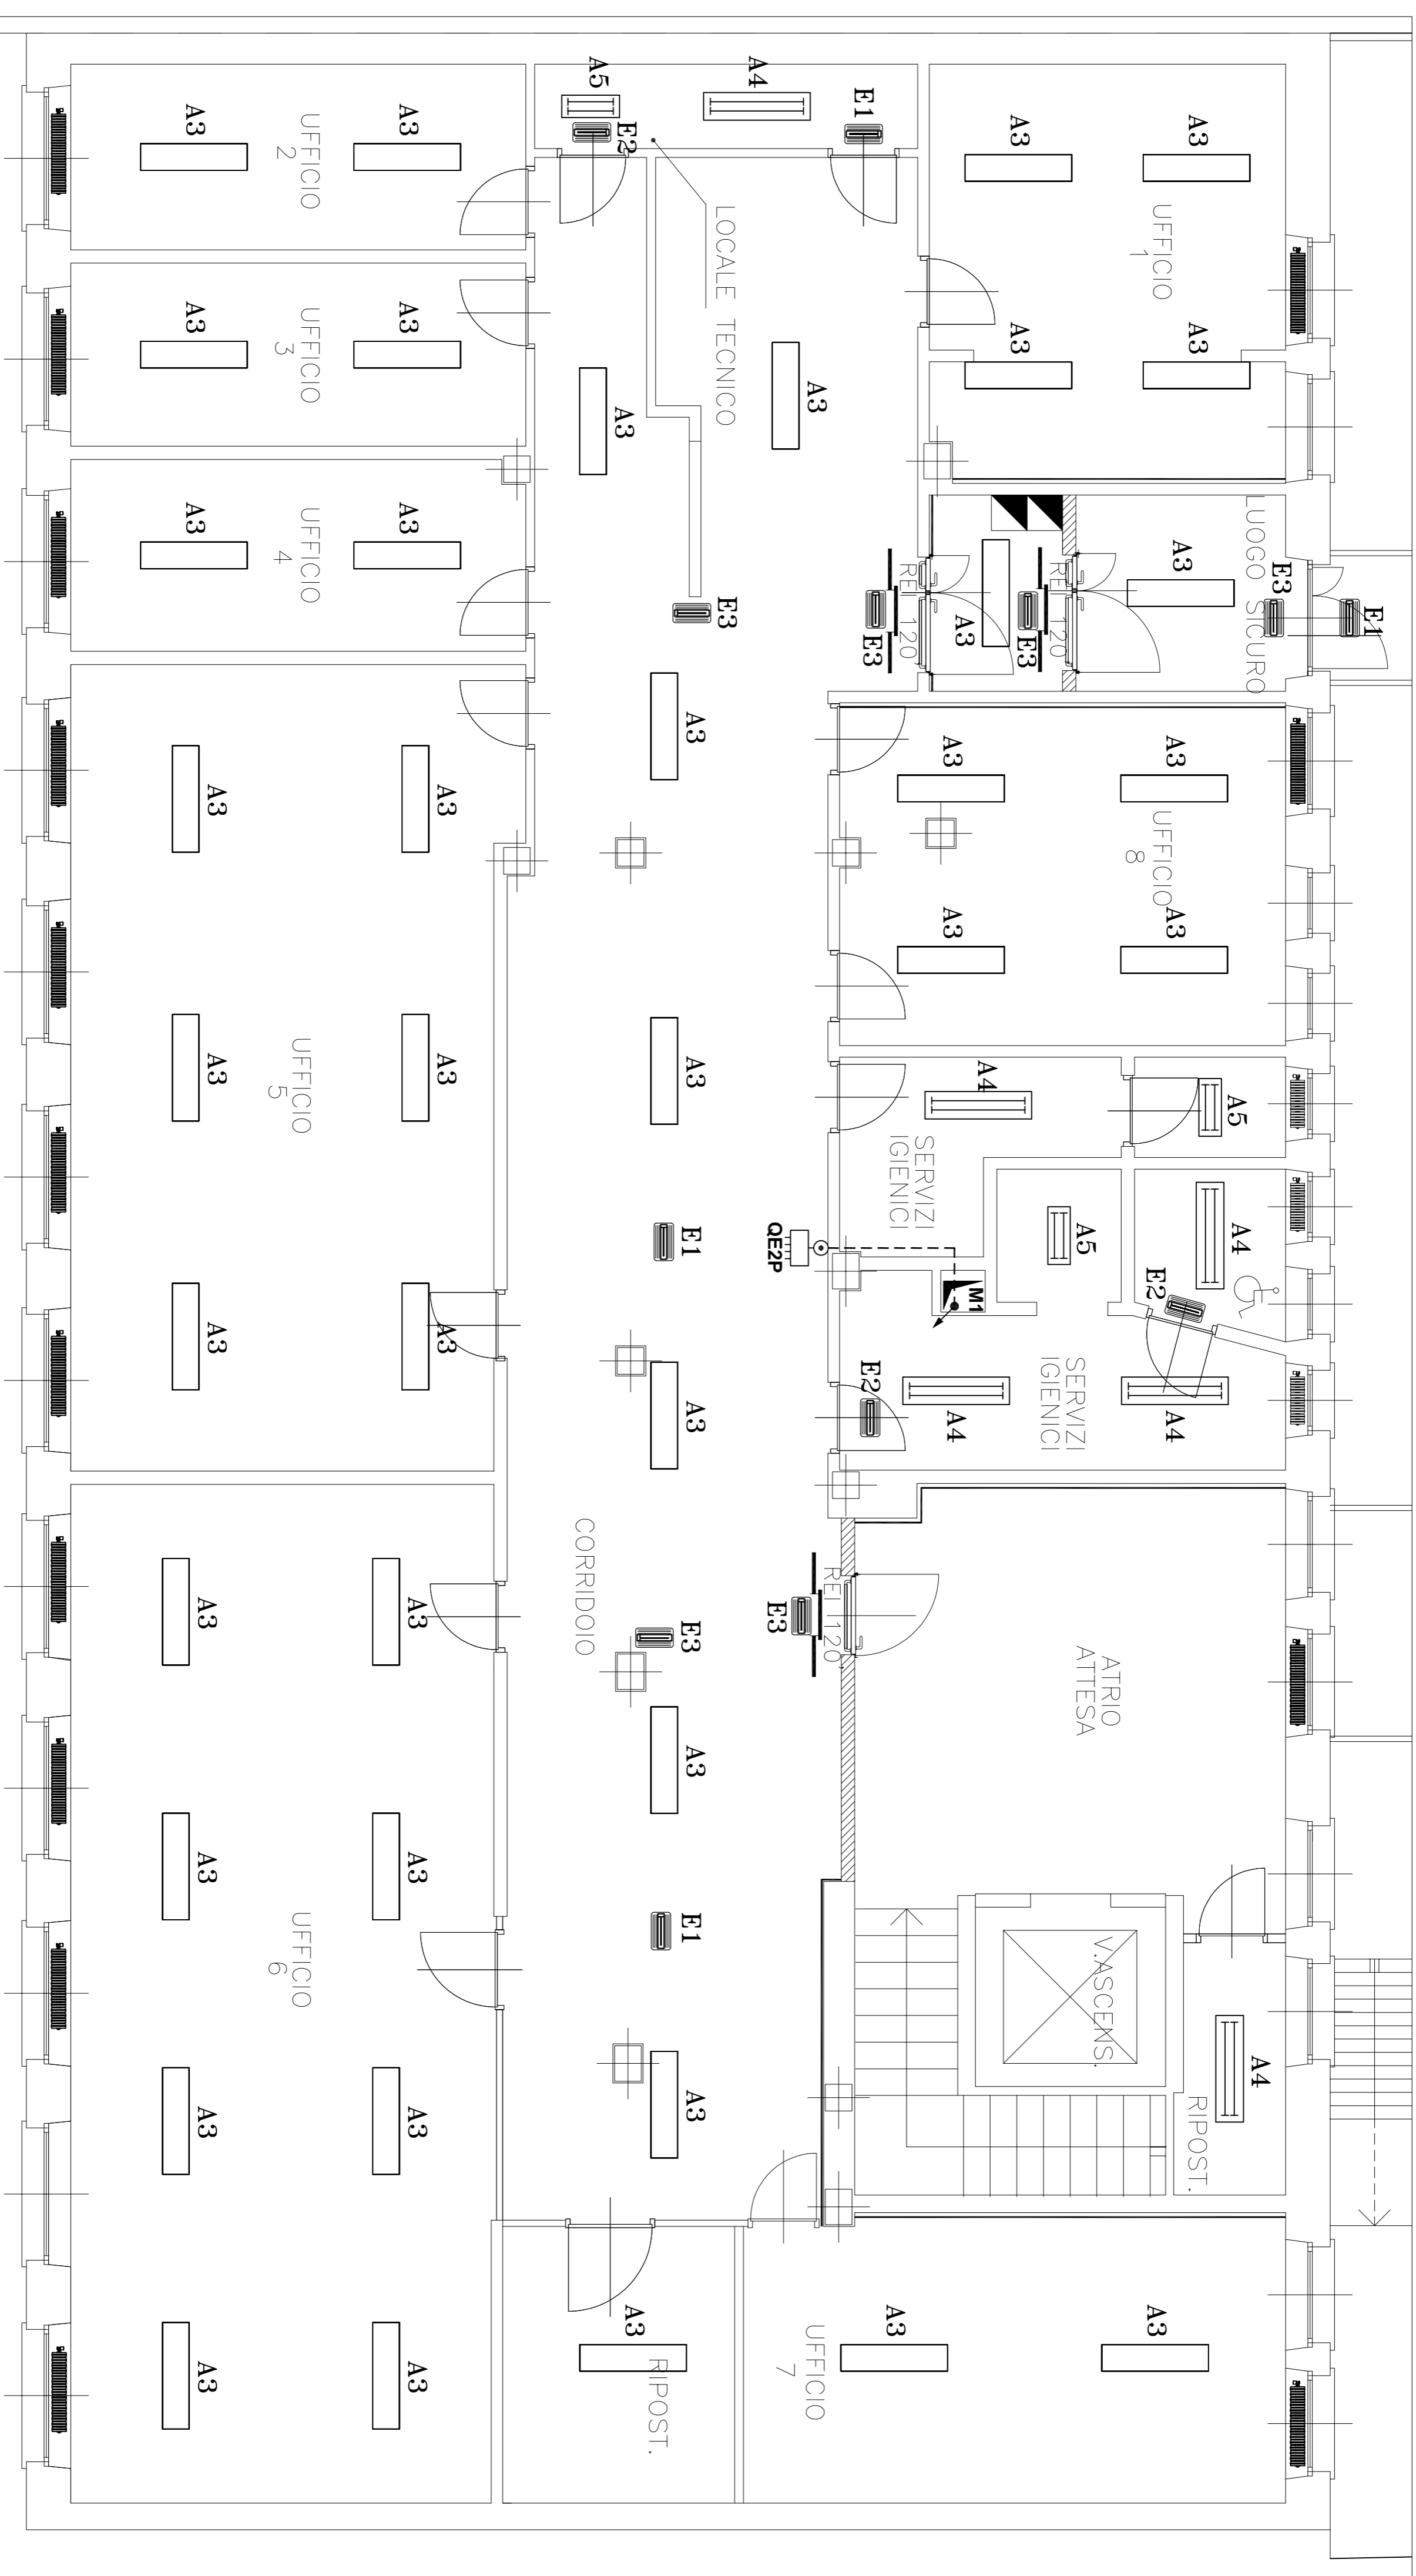 E1
E3
LUOGO SICURO
A5
A4
A4
A3
A3
RIPOST.
A3
A3
A3
A4
UFFICIO
1
UFFICIO
8
E2
A3
ATRIO
ATTESA
V.ASCENS.
A5
SERVIZI
IGIENICI
REI 120
E3
A3
A3
A4
M1
A3
A3
A3
A4
SERVIZI
IGIENICI
REI 120
A3
E3
E2
E1
REI 120
A3
UFFICIO
7
E3
QE2P
A4
LOCALE TECNICO
E3
A3
A3
E1
A3
E3
A3
E1
A3
RIPOST.
A3
E2
A3
A5
CORRIDOIO
A3
A3
A3
A3
A3
A3
A3
A3
A3
A3
UFFICIO
2
UFFICIO
3
UFFICIO
4
UFFICIO
5
UFFICIO
6
A3
A3
A3
A3
A3
A3
A3
A3
A3
A3